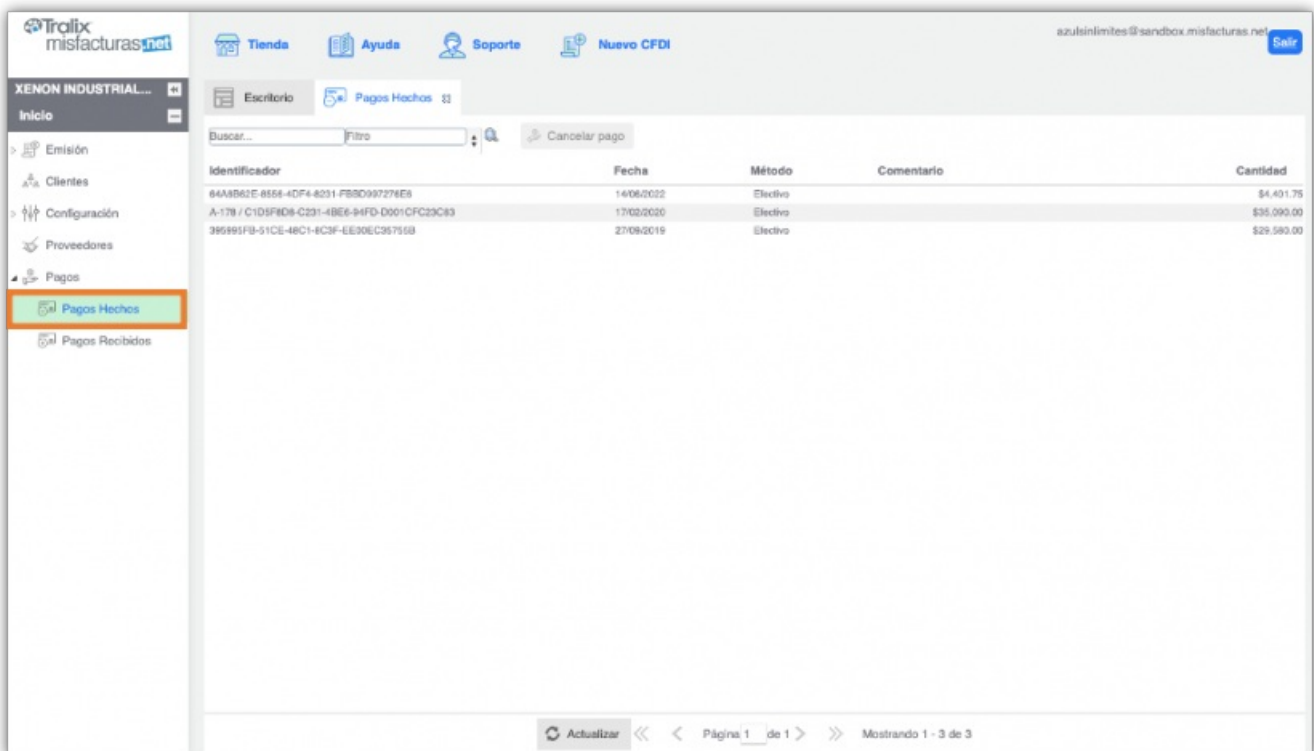 Tralix
misfacturas.net
Tienda
Ayuda
Soporte
Nuevo CFDI
azulsinlimites@sandbox.misfacturas.net
Salir
XENON INDUSTRIAL...
Inicio
Emisión
Clientes
Configuración
Proveedores
Pagos
Pagos Hechos
Pagos Recibidos
Escritorio
Pagos Hechos
Buscar...
Filtro
Cancelar pago
Identificador Fecha Método Comentario Cantidad
64A8B62E-8556-4DF4-8231-FBBD997276E6 14/06/2022 Efectivo $4,401.75
A-178 / C1D5F8D8-C231-4BE6-94FD-D001CFC23C83 17/02/2020 Efectivo $35,090.00
395995FB-51CE-48C1-8C3F-EE00EC35755B 27/09/2019 Efectivo $29,580.00
Actualizar
Página 1 de 1
Mostrando 1 - 3 de 3